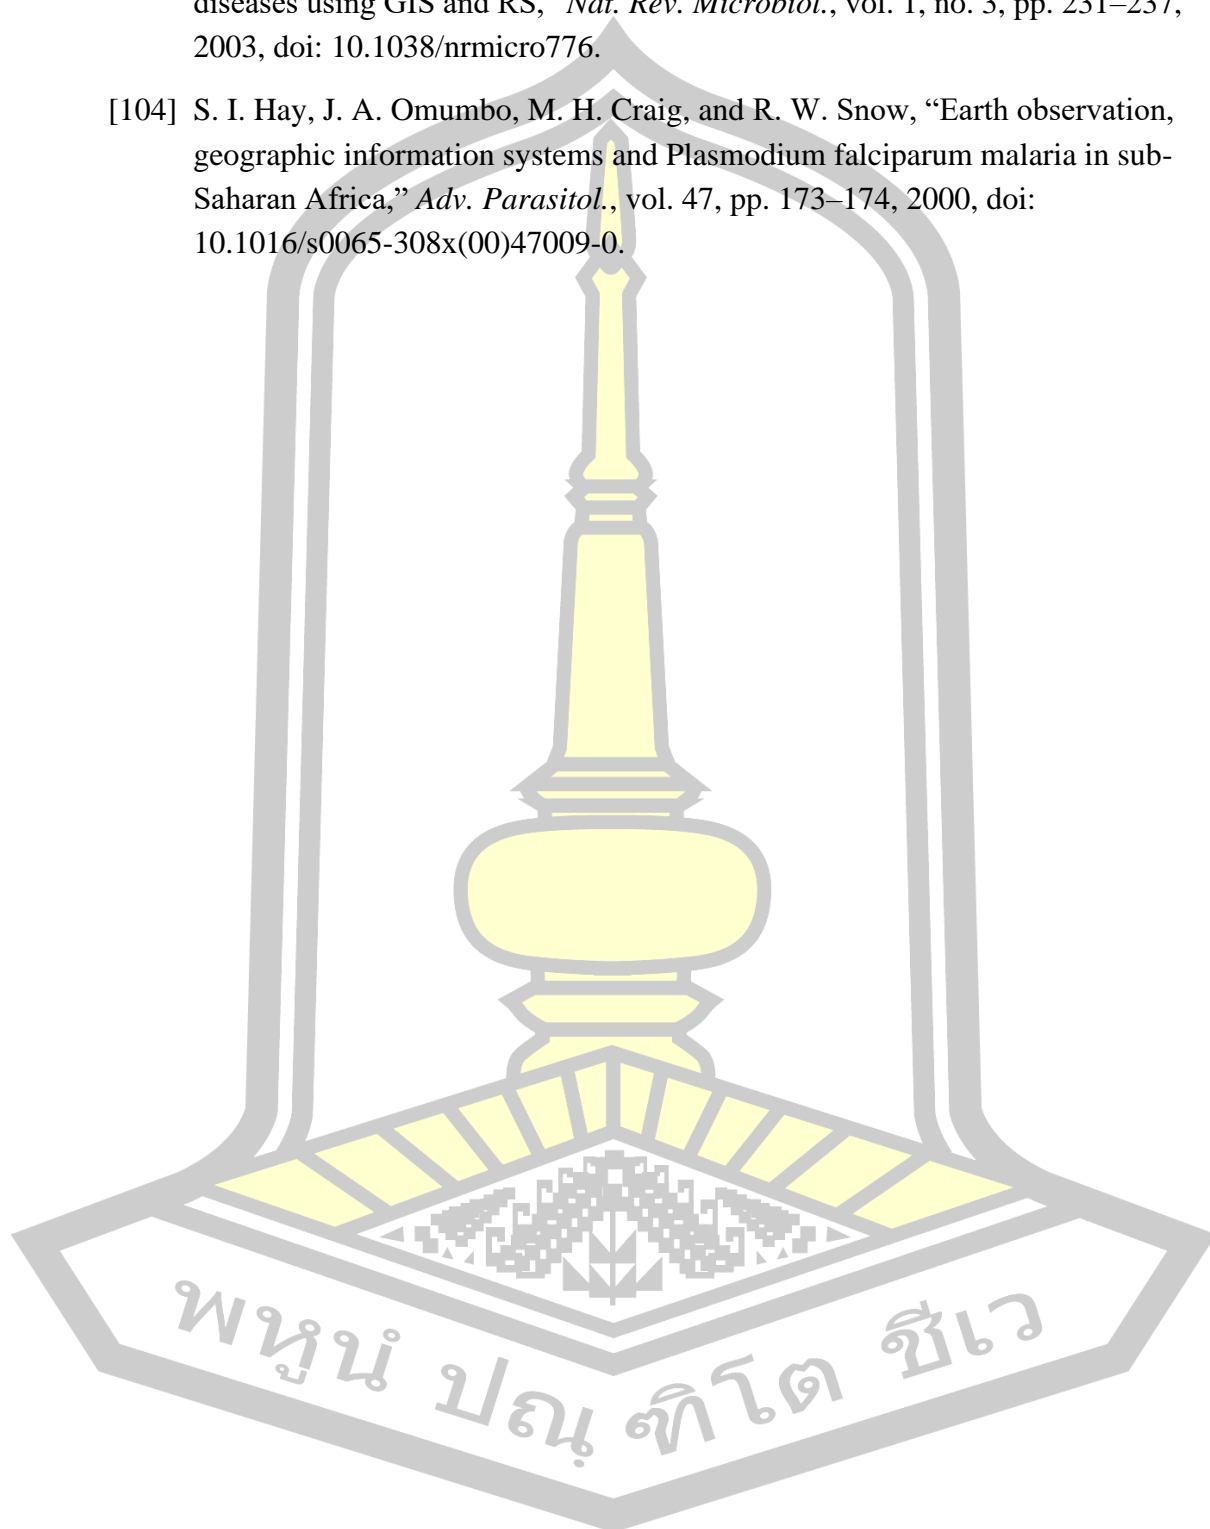 diseases using GIS and RS,” Nat. Rev. Microbiol., vol. 1, no. 3, pp. 231–237,
2003, doi: 10.1038/nrmicro776.
[104] S. I. Hay, J. A. Omumbo, M. H. Craig, and R. W. Snow, “Earth observation,
geographic information systems and Plasmodium falciparum malaria in sub-
Saharan Africa,” Adv. Parasitol., vol. 47, pp. 173–174, 2000, doi:
10.1016/s0065-308x(00)47009-0.
พหูนํ ปณฺ ฑิโต ชีเว